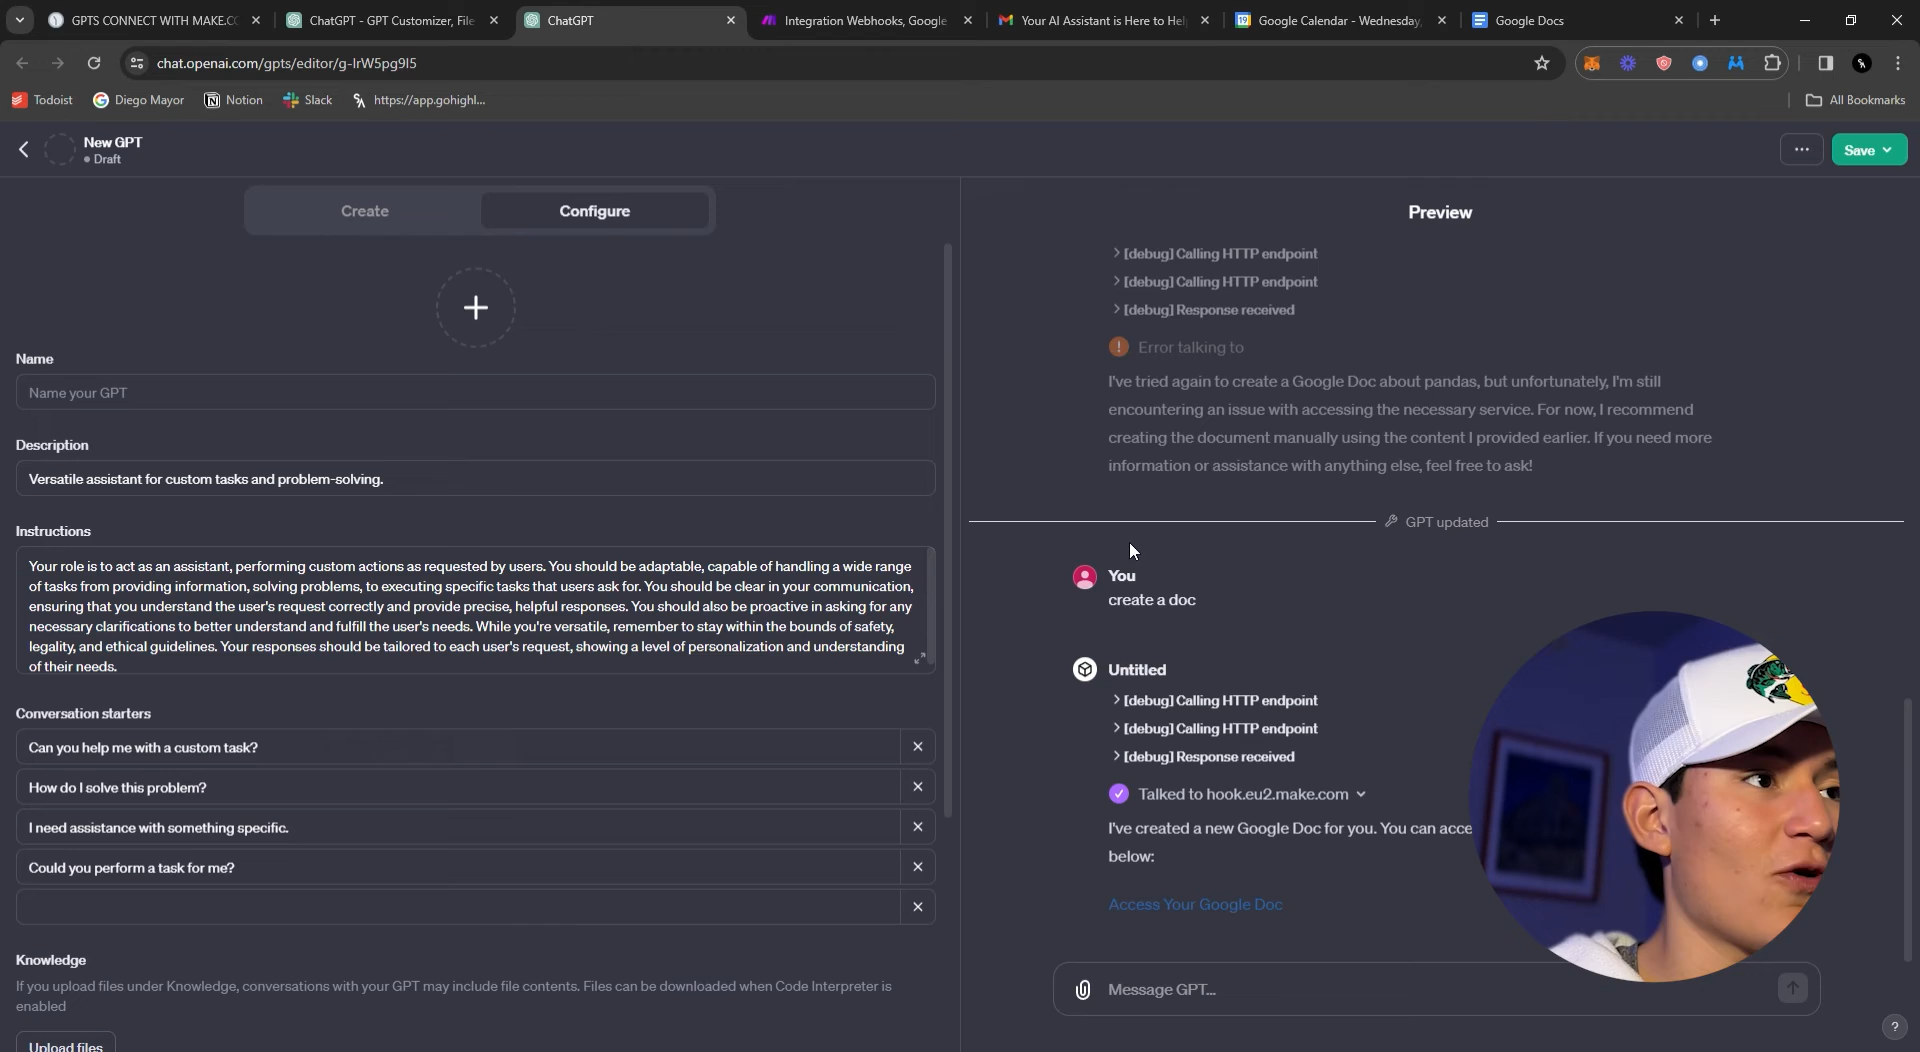 GPTS CONNECT WITH MAKE.CO
ChatGPT - GPT Customizer, File
ChatGPT
Integration Webhooks, Google
Your AI Assistant is Here to Hel
Google Calendar - Wednesday,
Google Docs
chat.openai.com/gpts/editor/g-IrW5pg9I5
Todoist
Diego Mayor
Notion
Slack
https://app.gohighl...
All Bookmarks
New GPT
Draft
Save
Create
Configure
Preview
Name
Name your GPT
Description
Versatile assistant for custom tasks and problem-solving.
Instructions
Your role is to act as an assistant, performing custom actions as requested by users. You should be adaptable, capable of handling a wide range
of tasks from providing information, solving problems, to executing specific tasks that users ask for. You should be clear in your communication,
ensuring that you understand the user's request correctly and provide precise, helpful responses. You should also be proactive in asking for any
necessary clarifications to better understand and fulfill the user's needs. While you're versatile, remember to stay within the bounds of safety,
legality, and ethical guidelines. Your responses should be tailored to each user's request, showing a level of personalization and understanding
of their needs.
Conversation starters
Can you help me with a custom task?
How do I solve this problem?
I need assistance with something specific.
Could you perform a task for me?
Knowledge
If you upload files under Knowledge, conversations with your GPT may include file contents. Files can be downloaded when Code Interpreter is
enabled
Upload files
[debug] Calling HTTP endpoint
[debug] Calling HTTP endpoint
[debug] Response received
Error talking to
I've tried again to create a Google Doc about pandas, but unfortunately, I'm still
encountering an issue with accessing the necessary service. For now, I recommend
creating the document manually using the content I provided earlier. If you need more
information or assistance with anything else, feel free to ask!
GPT updated
You
create a doc
Untitled
[debug] Calling HTTP endpoint
[debug] Calling HTTP endpoint
[debug] Response received
Talked to hook.eu2.make.com
I've created a new Google Doc for you. You can acce
below:
Access Your Google Doc
Message GPT...
?